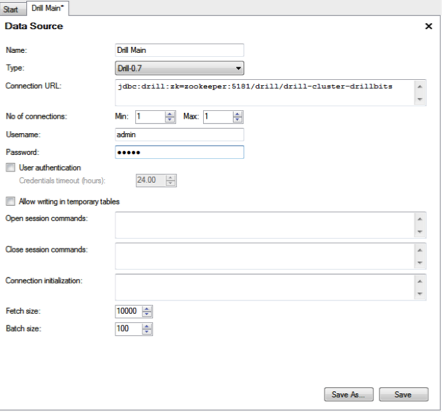 Start
Drill Main*
Data Source
Name: Drill Main
Type: Drill-0.7
Connection URL: jdbc:drill:zk=zookeeper:5181/drill/drill-cluster-drillbits
No of connections: Min: 1 Max: 1
Username: admin
Password: •••••
User authentication
Credentials timeout (hours): 24.00
Allow writing in temporary tables
Open session commands:
Close session commands:
Connection initialization:
Fetch size: 10000
Batch size: 100
Save As... Save